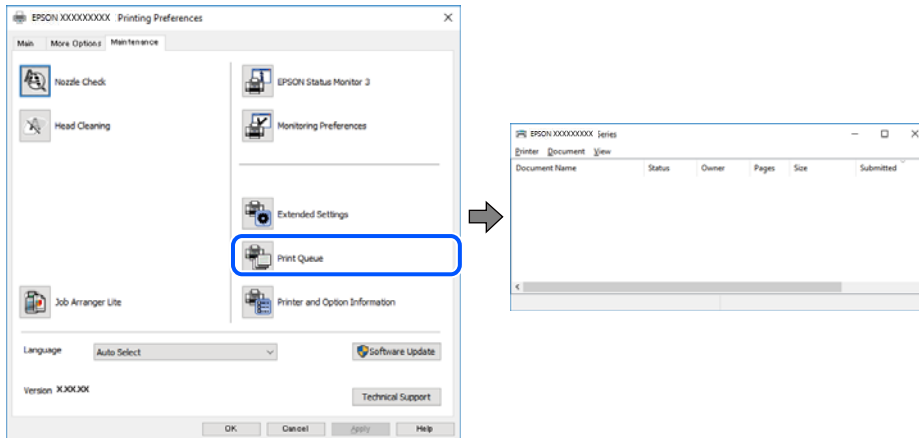 EPSON XXXXXXXXX Printing Preferences
Main More Options Maintenance
Nozzle Check
EPSON Status Monitor 3
Head Cleaning
Monitoring Preferences
Extended Settings
Print Queue
Job Arranger Lite
Printer and Option Information
Language
Auto Select
Software Update
Version X.XX.XX
Technical Support
OK Cancel Apply Help
EPSON XXXXXXXXX Series
Printer Document View
Document Name Status Owner Pages Size Submitted